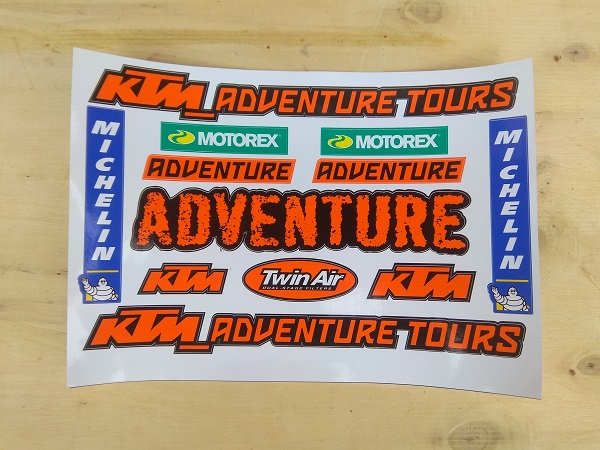 KTM ADVENTURE TOURS
MICHELIN
MOTOREX®
MOTOREX®
MICHELIN
ADVENTURE
ADVENTURE
ADVENTURE
KTM
Twin Air
DUAL-STAGE FILTERS
KTM
KTM ADVENTURE TOURS